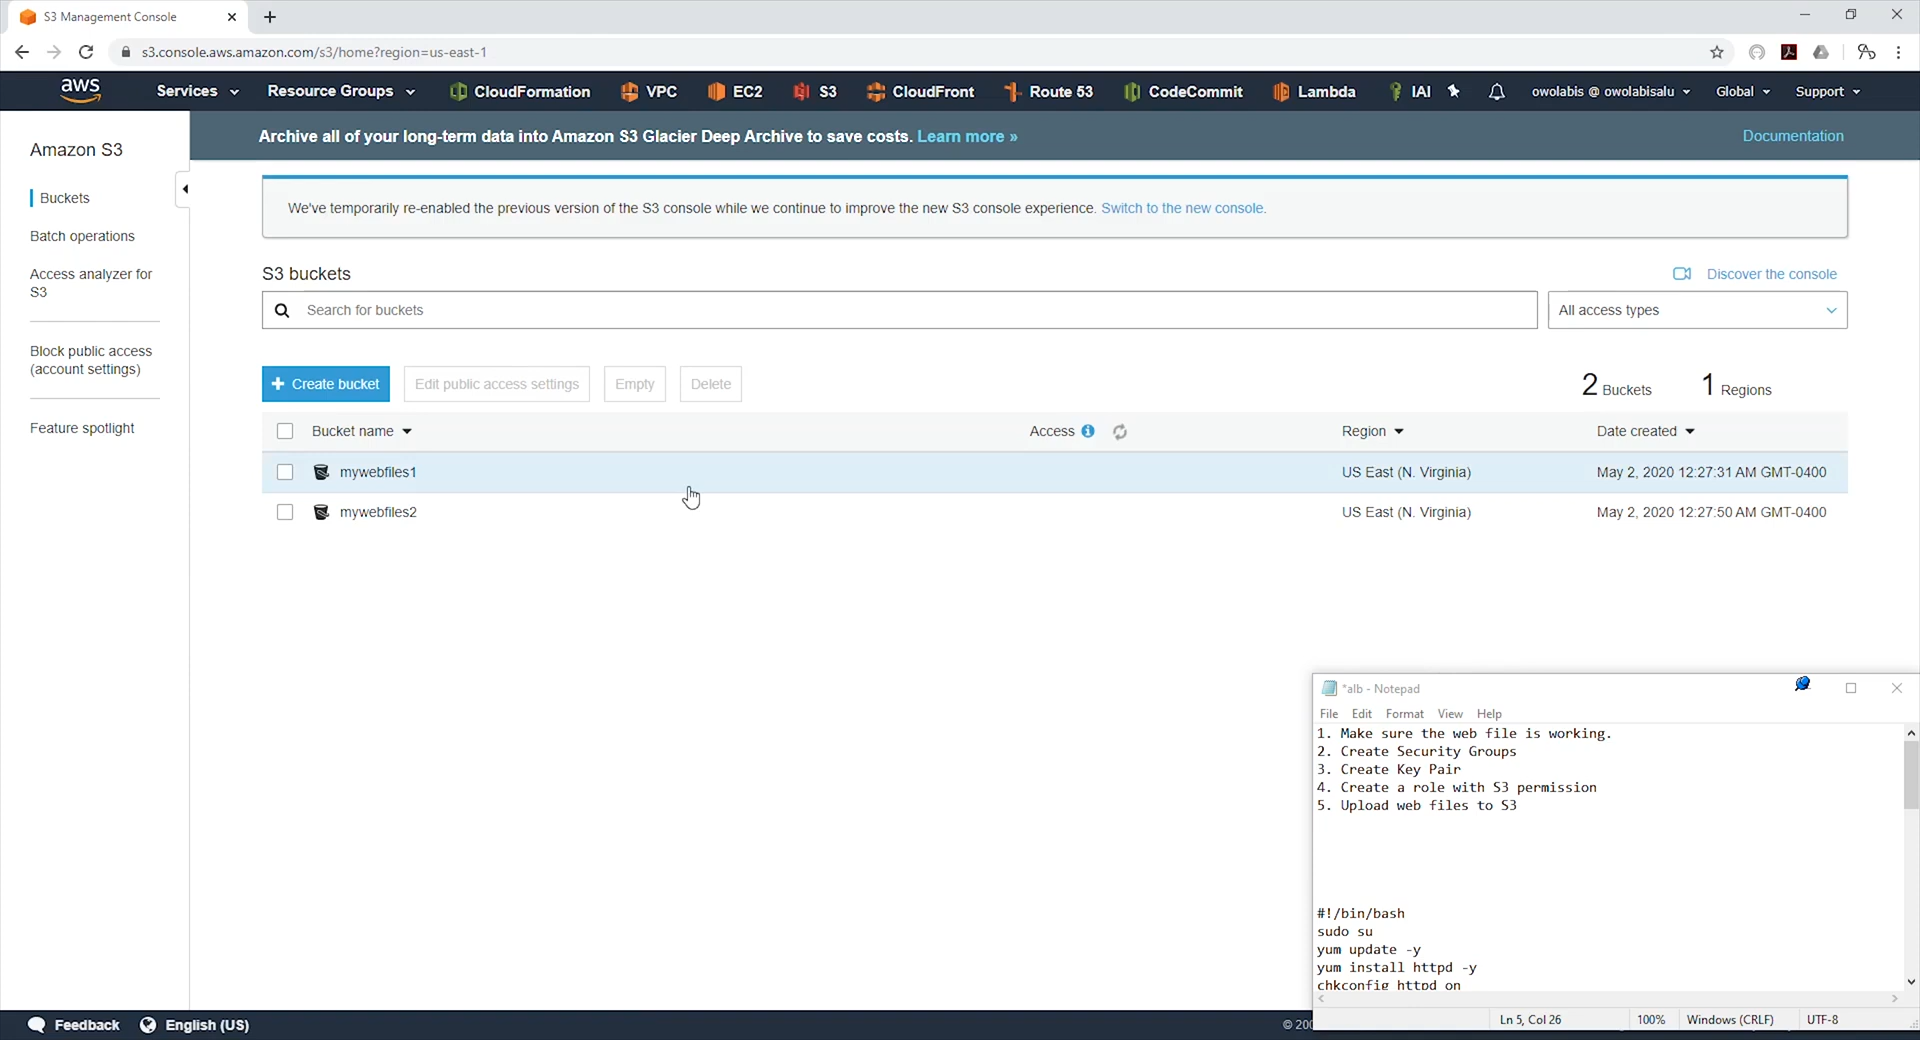 S3 Management Console
s3.console.aws.amazon.com/s3/home?region=us-east-1
aws Services Resource Groups CloudFormation VPC EC2 S3 CloudFront Route 53 CodeCommit Lambda IAI owolabis @ owolabisalu Global Support
Archive all of your long-term data into Amazon S3 Glacier Deep Archive to save costs. Learn more » Documentation
Amazon S3
Buckets
Batch operations
Access analyzer for
S3
Block public access
(account settings)
Feature spotlight
We've temporarily re-enabled the previous version of the S3 console while we continue to improve the new S3 console experience. Switch to the new console.
S3 buckets Discover the console
Search for buckets All access types
+ Create bucket Edit public access settings Empty Delete 2 Buckets 1 Regions
Bucket name Access Region Date created
mywebfiles1 US East (N. Virginia) May 2, 2020 12:27:31 AM GMT-0400
mywebfiles2 US East (N. Virginia) May 2, 2020 12:27:50 AM GMT-0400
*alb - Notepad
File Edit Format View Help
1. Make sure the web file is working.
2. Create Security Groups
3. Create Key Pair
4. Create a role with S3 permission
5. Upload web files to S3
#!/bin/bash
sudo su
yum update -y
yum install httpd -y
chkconfig httpd on
Ln 5, Col 26 100% Windows (CRLF) UTF-8
Feedback English (US) © 200